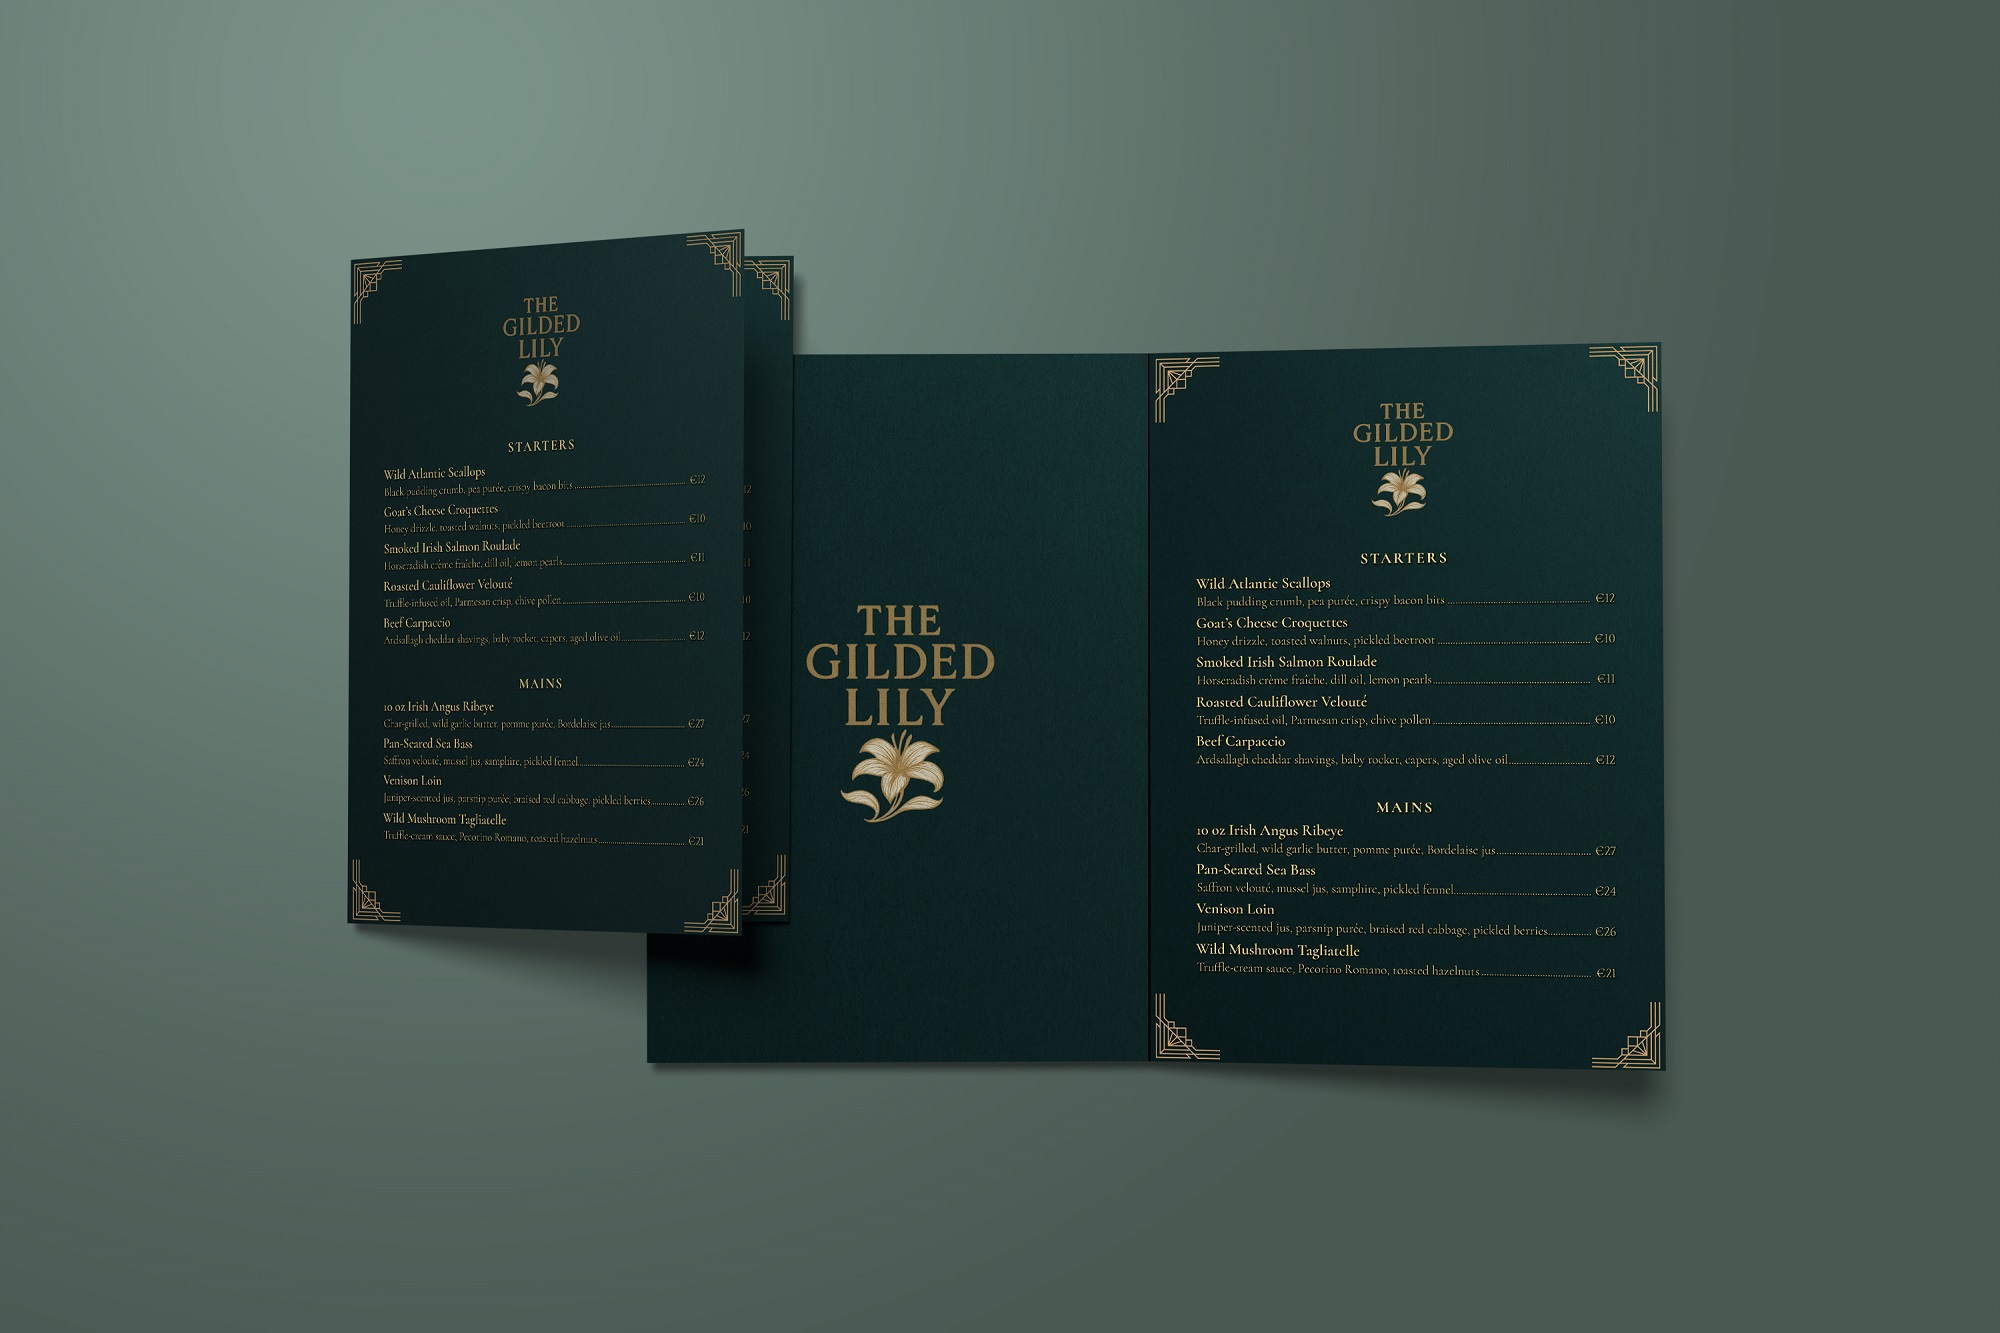 THE
GILDED
LILY
STARTERS
Wild Atlantic Scallops
Black pudding crumb, pea purée, crispy bacon bits ........ €12
Goat's Cheese Croquettes
Honey drizzle, toasted walnuts, pickled beetroot ........ €10
Smoked Irish Salmon Roulade
Horseradish crème fraîche, dill oil, lemon pearls ........ €11
Roasted Cauliflower Velouté
Truffle-infused oil, Parmesan crisp, chive pollen ........ €10
Beef Carpaccio
Ardsallagh cheddar shavings, baby rocket, capers, aged olive oil ........ €12
MAINS
10 oz Irish Angus Ribeye
Char-grilled, wild garlic butter, pomme purée, Bordelaise jus ........ €27
Pan-Seared Sea Bass
Saffron velouté, mussel jus, samphire, pickled fennel ........ €24
Venison Loin
Juniper-scented jus, parsnip purée, braised red cabbage, pickled berries ........ €26
Wild Mushroom Tagliatelle
Truffle-cream sauce, Pecorino Romano, toasted hazelnuts ........ €21
12
10
11
10
12
27
24
26
21
THE
GILDED
LILY
THE
GILDED
LILY
STARTERS
Wild Atlantic Scallops
Black pudding crumb, pea purée, crispy bacon bits ........ €12
Goat's Cheese Croquettes
Honey drizzle, toasted walnuts, pickled beetroot ........ €10
Smoked Irish Salmon Roulade
Horseradish crème fraîche, dill oil, lemon pearls ........ €11
Roasted Cauliflower Velouté
Truffle-infused oil, Parmesan crisp, chive pollen ........ €10
Beef Carpaccio
Ardsallagh cheddar shavings, baby rocket, capers, aged olive oil ........ €12
MAINS
10 oz Irish Angus Ribeye
Char-grilled, wild garlic butter, pomme purée, Bordelaise jus ........ €27
Pan-Seared Sea Bass
Saffron velouté, mussel jus, samphire, pickled fennel ........ €24
Venison Loin
Juniper-scented jus, parsnip purée, braised red cabbage, pickled berries ........ €26
Wild Mushroom Tagliatelle
Truffle-cream sauce, Pecorino Romano, toasted hazelnuts ........ €21